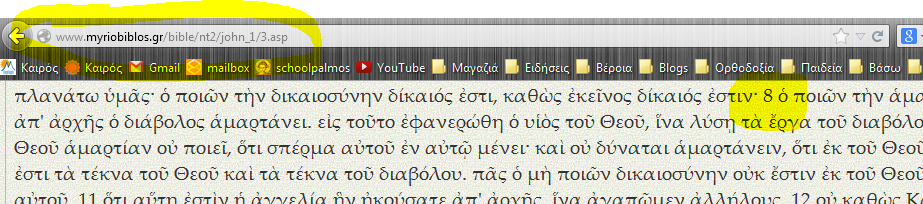 www.myriobiblos.gr/bible/nt2/john_1/3.asp
Καιρός Καιρός Gmail mailbox schoolpalmos YouTube Μαγαζιά Ειδήσεις Βέροια Blogs Ορθοδοξία Παιδεία Βάσω
πλανάτω ὑμᾶς· ὁ ποιῶν τὴν δικαιοσύνην δίκαιός ἐστι, καθὼς ἐκεῖνος δίκαιός ἐστιν· 8 ὁ ποιῶν τὴν ἁμα
ἀπ' ἀρχῆς ὁ διάβολος ἁμαρτάνει. εἰς τοῦτο ἐφανερώθη ὁ υἱὸς τοῦ Θεοῦ, ἵνα λύσῃ τὰ ἔργα τοῦ διαβόλο
Θεοῦ ἁμαρτίαν οὐ ποιεῖ, ὅτι σπέρμα αὐτοῦ ἐν αὐτῷ μένει· καὶ οὐ δύναται ἁμαρτάνειν, ὅτι ἐκ τοῦ Θε
ἐστι τὰ τέκνα τοῦ Θεοῦ καὶ τὰ τέκνα τοῦ διαβόλου. πᾶς ὁ μὴ ποιῶν δικαιοσύνην οὐκ ἔστιν ἐκ τοῦ Θε
αὐτοῦ. 11 ὅτι αὕτη ἐστὶν ἡ ἀγγελία ἣν ἠκούσατε ἀπ' ἀρχῆς, ἵνα ἀγαπῶμεν ἀλλήλους, 12 οὐ καθὼς Κ